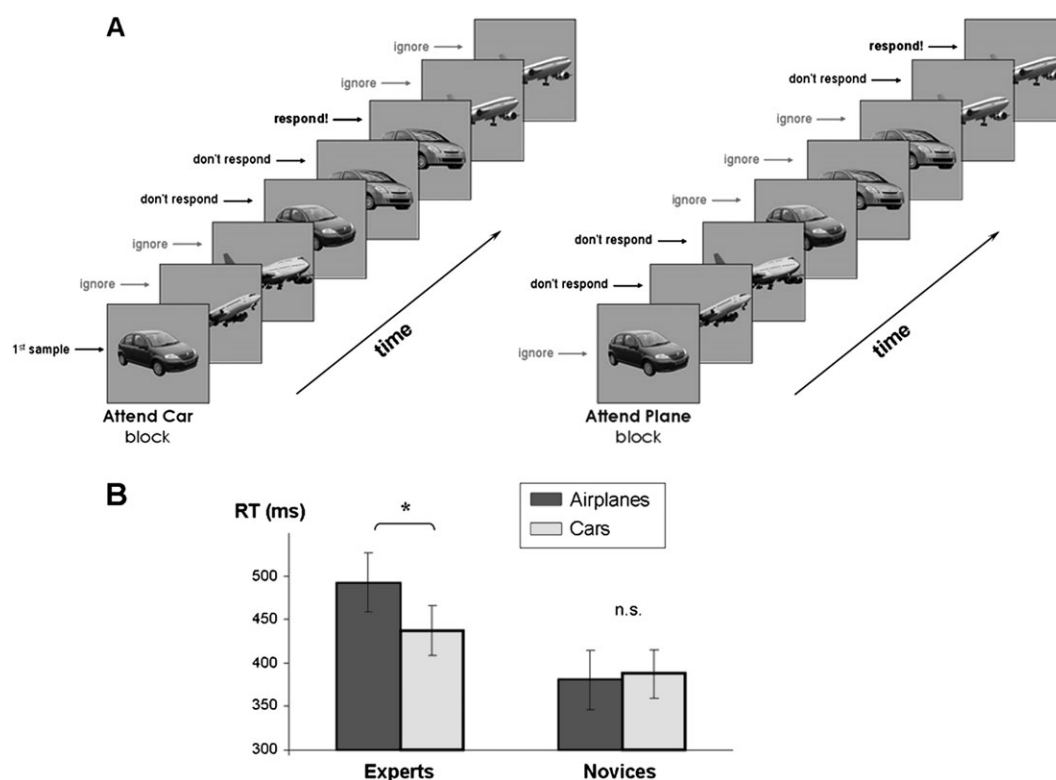 A
ignore
ignore
respond!
don't respond
don't respond
ignore
ignore
1st sample
time
Attend Car
block
respond!
don't respond
ignore
ignore
don't respond
don't respond
ignore
time
Attend Plane
block
B
RT (ms)
Airplanes
Cars
*
n.s.
500
450
400
350
300
Experts
Novices